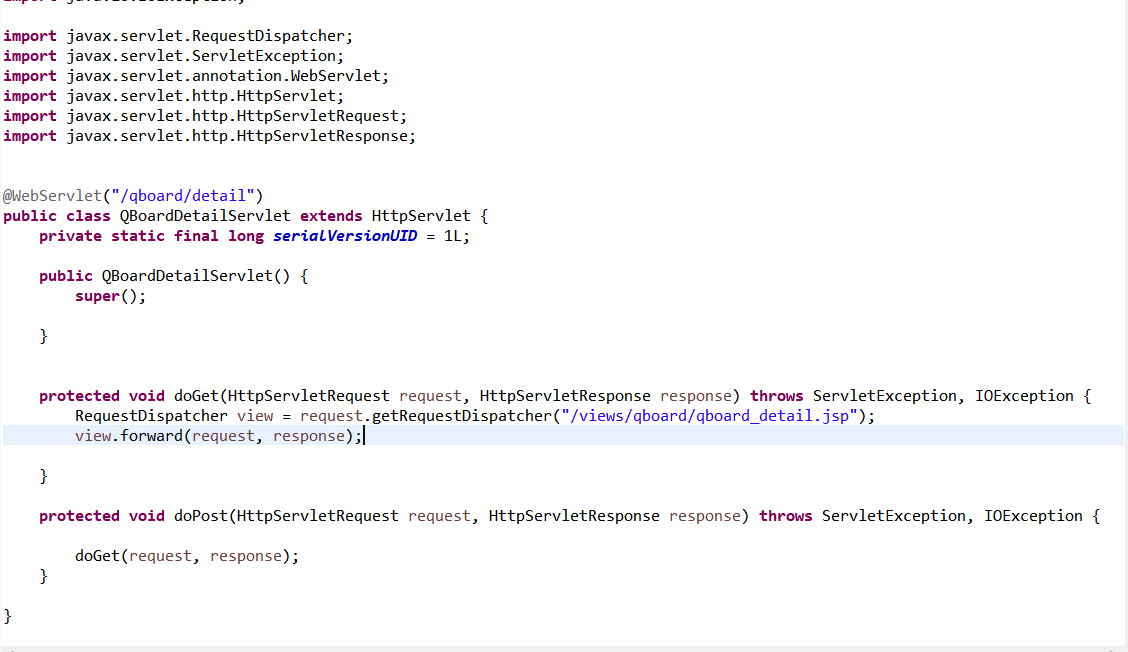 import javax.servlet.RequestDispatcher;
import javax.servlet.ServletException;
import javax.servlet.annotation.WebServlet;
import javax.servlet.http.HttpServlet;
import javax.servlet.http.HttpServletRequest;
import javax.servlet.http.HttpServletResponse;
@WebServlet("/qboard/detail")
public class QBoardDetailServlet extends HttpServlet {
private static final long serialVersionUID = 1L;
public QBoardDetailServlet() {
super();
}
protected void doGet(HttpServletRequest request, HttpServletResponse response) throws ServletException, IOException {
RequestDispatcher view = request.getRequestDispatcher("/views/qboard/qboard_detail.jsp");
view.forward(request, response);
}
protected void doPost(HttpServletRequest request, HttpServletResponse response) throws ServletException, IOException {
doGet(request, response);
}
}